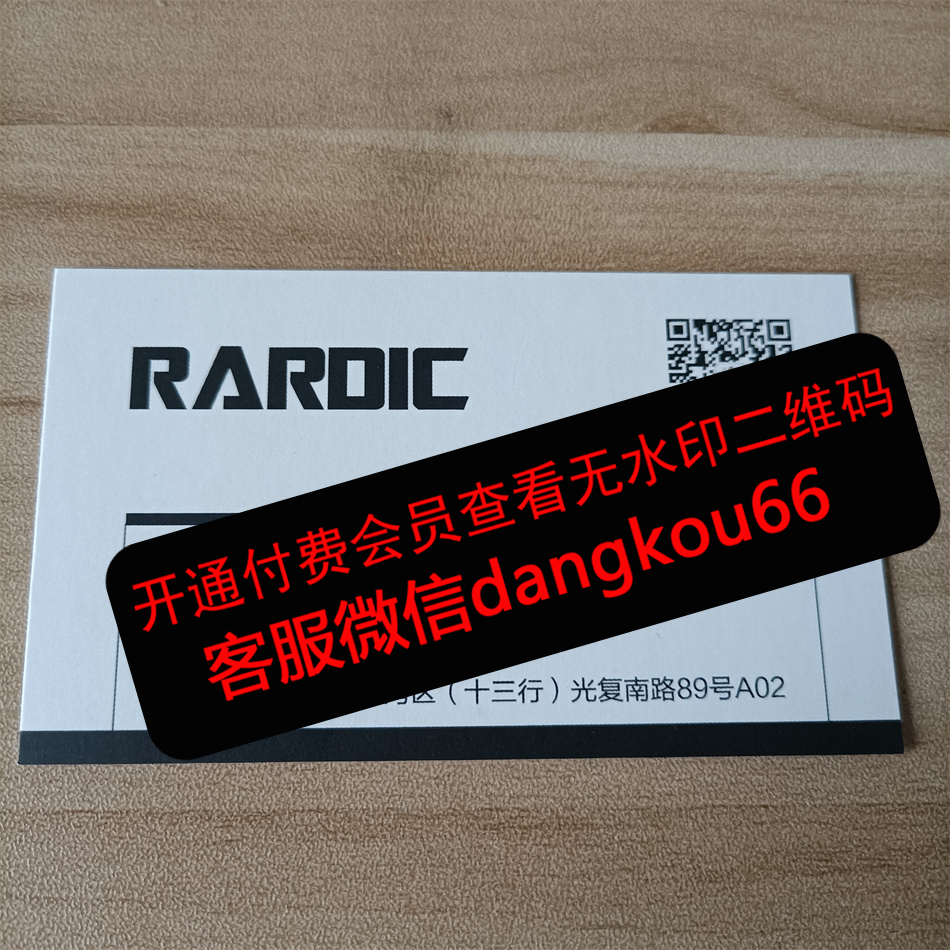 RARDIC
开通付费会员查看无水印二维码
客服微信dangkou66
湾区（十三行）光复南路89号A02